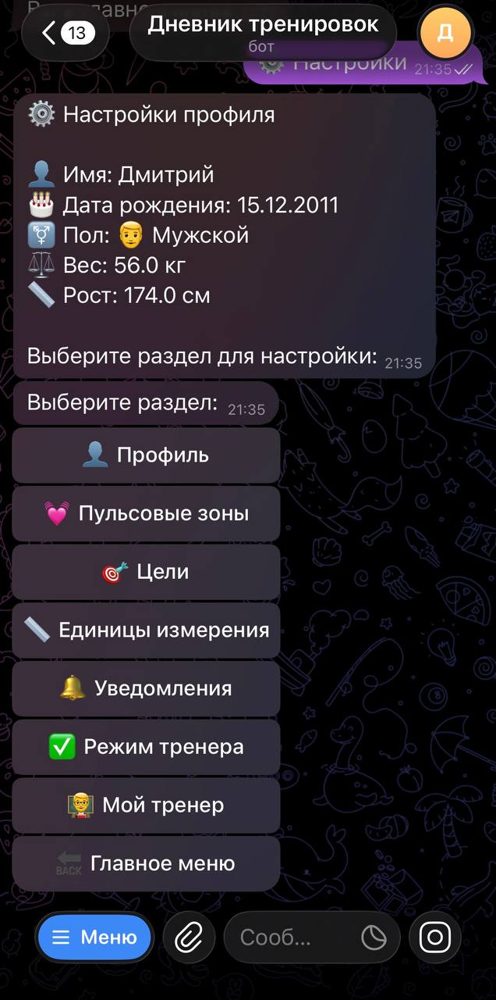 13
Дневник тренировок
бот
Д
Настройки 21:35
Настройки профиля
Имя: Дмитрий
Дата рождения: 15.12.2011
Пол: Мужской
Вес: 56.0 кг
Рост: 174.0 см
Выберите раздел для настройки: 21:35
Выберите раздел: 21:35
Профиль
Пульсовые зоны
Цели
Единицы измерения
Уведомления
Режим тренера
Мой тренер
BACK Главное меню
Меню
Сооб...